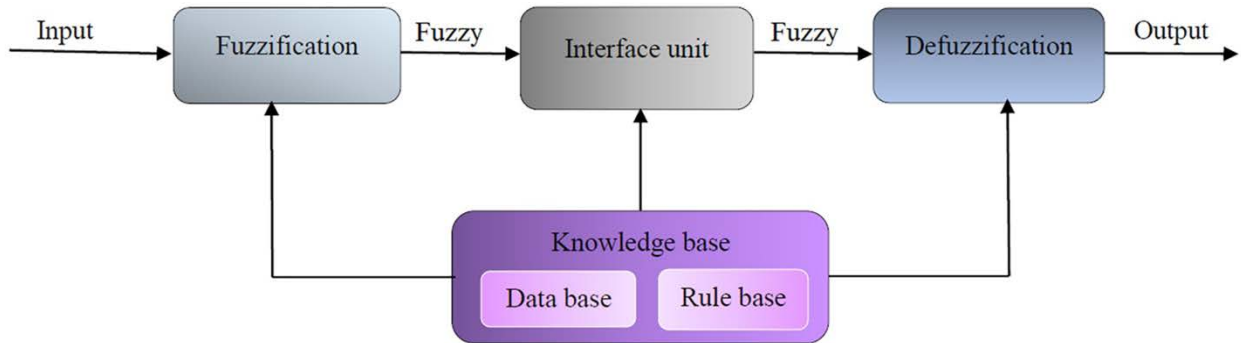 Input
Fuzzification
Fuzzy
Interface unit
Fuzzy
Defuzzification
Output
Knowledge base
Data base
Rule base